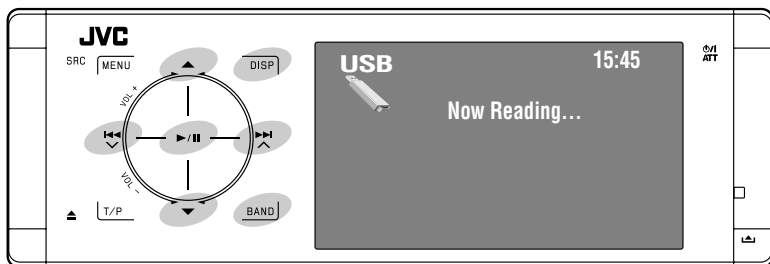 JVC
SRC
MENU
DISP
VOL +
VOL –
T/P
BAND
USB
15:45
Now Reading...
ATT